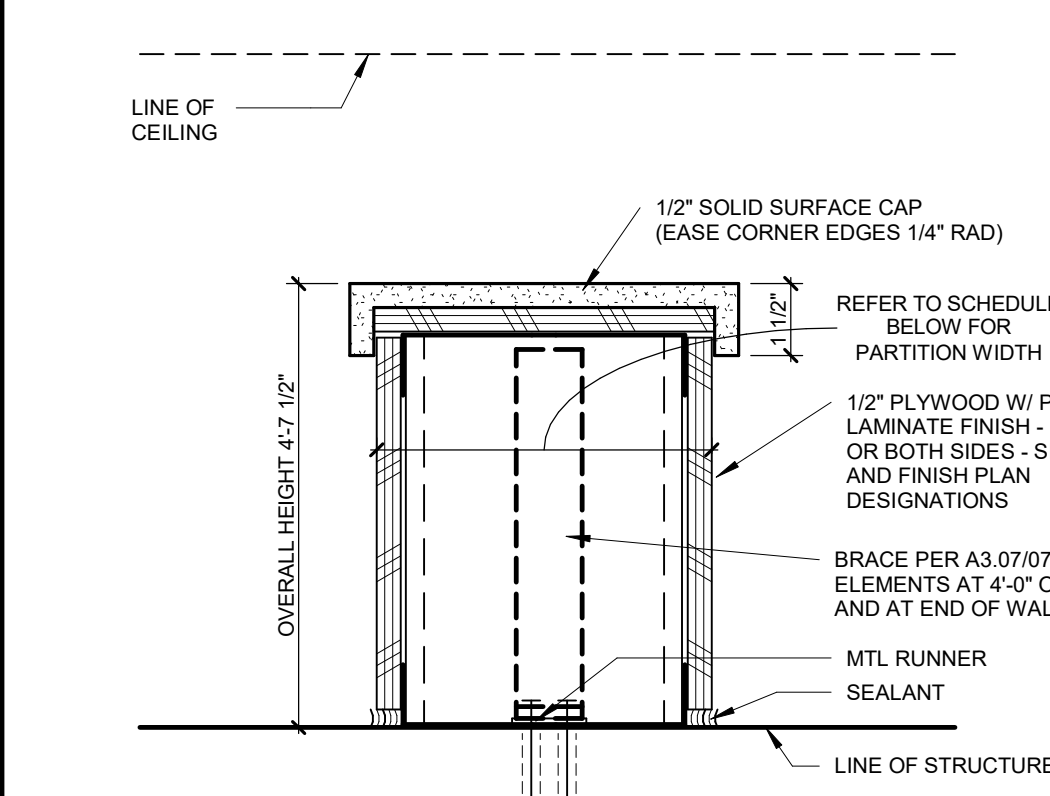 LINE OF
CEILING
1/2" SOLID SURFACE CAP
(EASE CORNER EDGES 1/4" RAD)
1 1/2"
REFER TO SCHEDULE
BELOW FOR
PARTITION WIDTH
1/2" PLYWOOD W/ P
LAMINATE FINISH -
OR BOTH SIDES - S
AND FINISH PLAN
DESIGNATIONS
OVERALL HEIGHT 4'-7 1/2"
BRACE PER A3.07/07
ELEMENTS AT 4'-0" O
AND AT END OF WAL
MTL RUNNER
SEALANT
LINE OF STRUCTURE